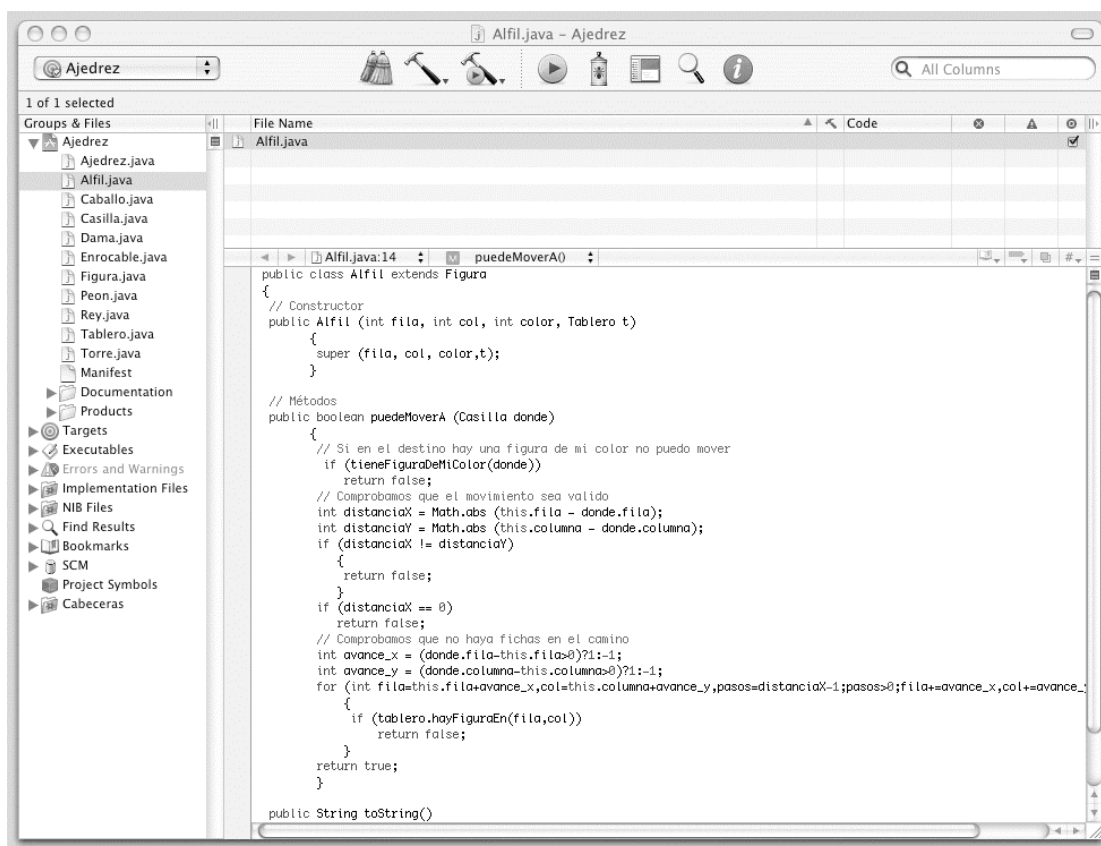 Alfil.java – Ajedrez
Ajedrez
All Columns
1 of 1 selected
Groups & Files
File Name
Code
Ajedrez
Ajedrez.java
Alfil.java
Caballo.java
Casilla.java
Dama.java
Enrocable.java
Figura.java
Peon.java
Rey.java
Tablero.java
Torre.java
Manifest
Documentation
Products
Targets
Executables
Errors and Warnings
Implementation Files
NIB Files
Find Results
Bookmarks
SCM
Project Symbols
Cabeceras
Alfil.java
Alfil.java:14
M
puedeMoverA()
#
public class Alfil extends Figura
{
// Constructor
public Alfil (int fila, int col, int color, Tablero t)
{
super (fila, col, color,t);
}
// Métodos
public boolean puedeMoverA (Casilla donde)
{
// Si en el destino hay una figura de mi color no puedo mover
if (tieneFiguraDeMiColor(donde))
return false;
// Comprobamos que el movimiento sea valido
int distanciaX = Math.abs (this.fila - donde.fila);
int distanciaY = Math.abs (this.columna - donde.columna);
if (distanciaX != distanciaY)
{
return false;
}
if (distanciaX == 0)
return false;
// Comprobamos que no haya fichas en el camino
int avance_x = (donde.fila-this.fila>0)?1:-1;
int avance_y = (donde.columna-this.columna>0)?1:-1;
for (int fila=this.fila+avance_x,col=this.columna+avance_y,pasos=distanciaX-1;pasos>0;fila+=avance_x,col+=avance_
{
if (tablero.hayFiguraEn(fila,col))
return false;
}
return true;
}
public String toString()